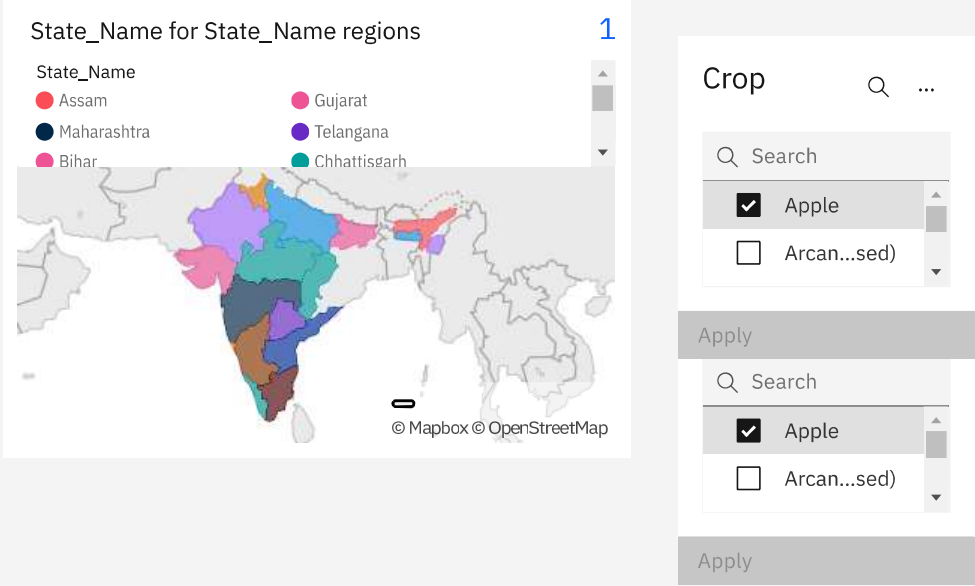 State_Name for State_Name regions 1
State_Name
Assam Gujarat
Maharashtra Telangana
Bihar Chhattisgarh
© Mapbox © OpenStreetMap
Crop
Search
Apple
Arcan...sed)
Apply
Search
Apple
Arcan...sed)
Apply